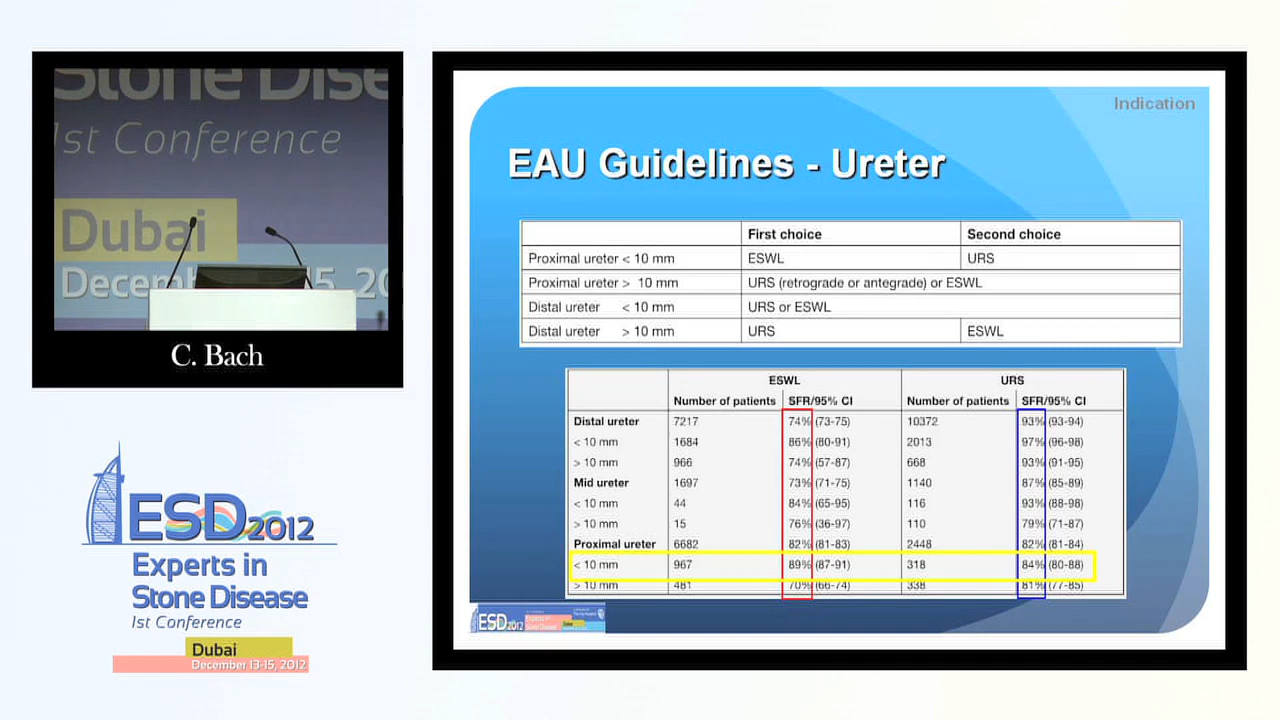 Stone Dise
1st Conference
Dubai
December 15, 20
C. Bach
ESD2012
Experts in
Stone Disease
1st Conference
Dubai
December 13-15, 2012
Indication
EAU Guidelines - Ureter
First choice Second choice
Proximal ureter < 10 mm ESWL URS
Proximal ureter > 10 mm URS (retrograde or antegrade) or ESWL
Distal ureter < 10 mm URS or ESWL
Distal ureter > 10 mm URS ESWL
ESWL URS
Number of patients SFR/95% CI Number of patients SFR/95% CI
Distal ureter 7217 74% (73-75) 10372 93% (93-94)
< 10 mm 1684 86% (80-91) 2013 97% (96-98)
> 10 mm 966 74% (57-87) 668 93% (91-95)
Mid ureter 1697 73% (71-75) 1140 87% (85-89)
< 10 mm 44 84% (65-95) 116 93% (88-98)
> 10 mm 15 76% (36-97) 110 79% (71-87)
Proximal ureter 6682 82% (81-83) 2448 82% (81-84)
< 10 mm 967 89% (87-91) 318 84% (80-88)
> 10 mm 481 70% (66-74) 338 81% (77-85)
ESD2012
Experts in
Stone Disease